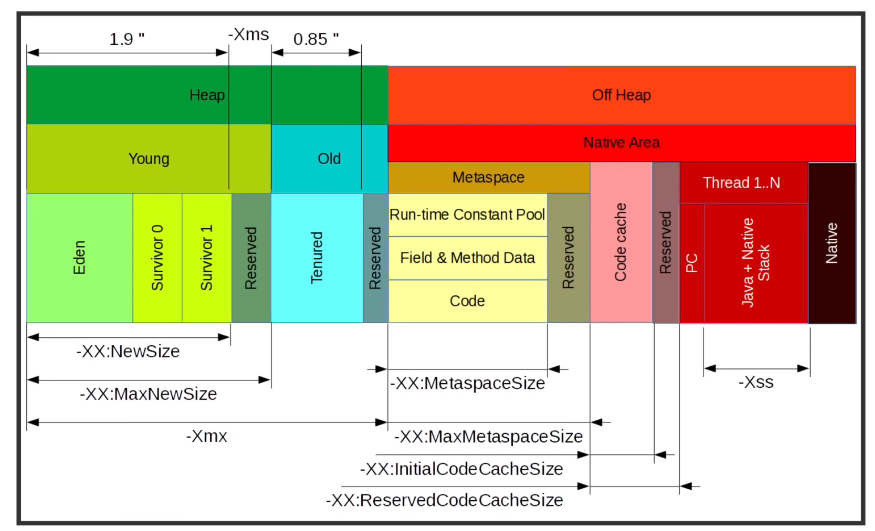 1.9 "
-Xms
0.85 "
Heap
Off Heap
Young
Old
Native Area
Metaspace
Thread 1..N
Eden
Survivor 0
Survivor 1
Reserved
Tenured
Reserved
Run-time Constant Pool
Field & Method Data
Code
Reserved
Code cache
Reserved
PC
Java + Native
Stack
Native
-XX:NewSize
-XX:MaxNewSize
-Xmx
-XX:MetaspaceSize
-Xss
-XX:MaxMetaspaceSize
-XX:InitialCodeCacheSize
-XX:ReservedCodeCacheSize